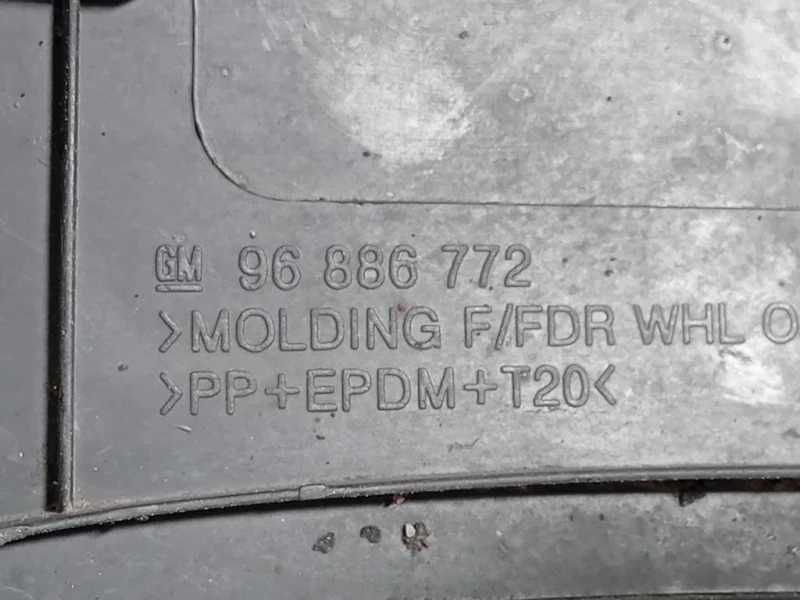 GM 96 886 772
>MOLDING F/FDR WHL O
>PP+EPDM+T20<